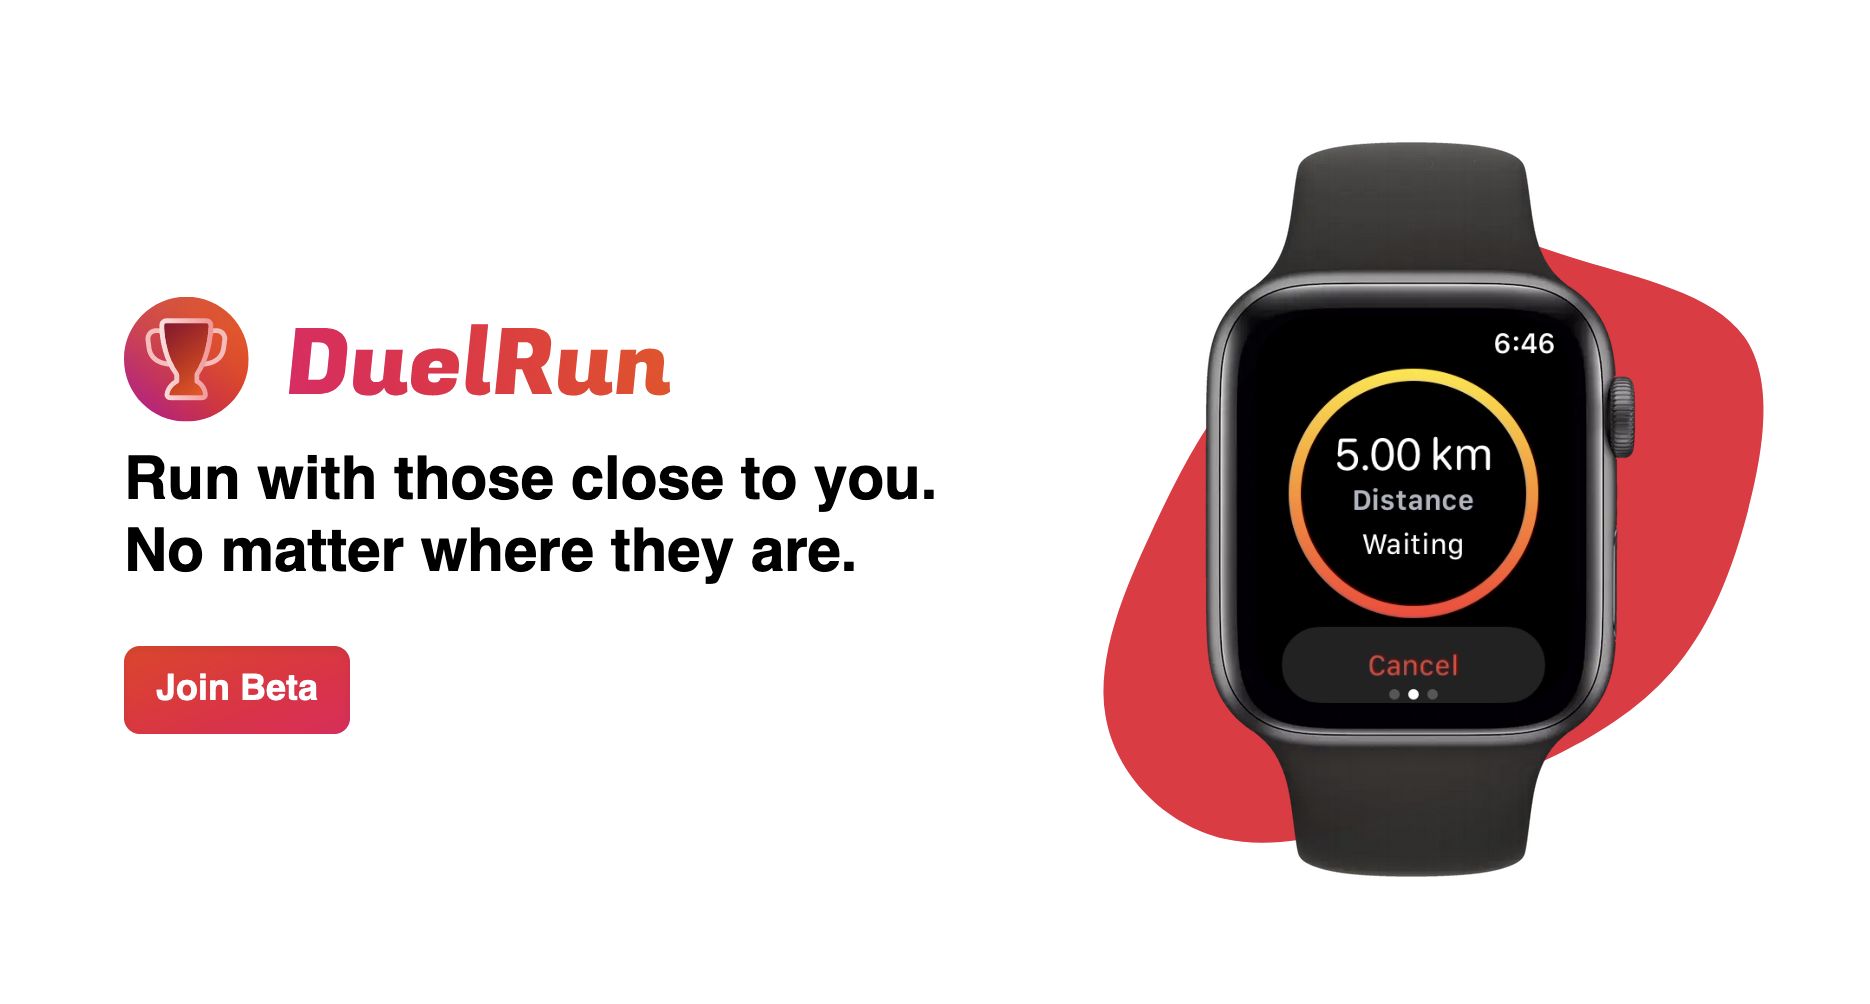 DuelRun
Run with those close to you.
No matter where they are.
Join Beta
6:46
5.00 km
Distance
Waiting
Cancel